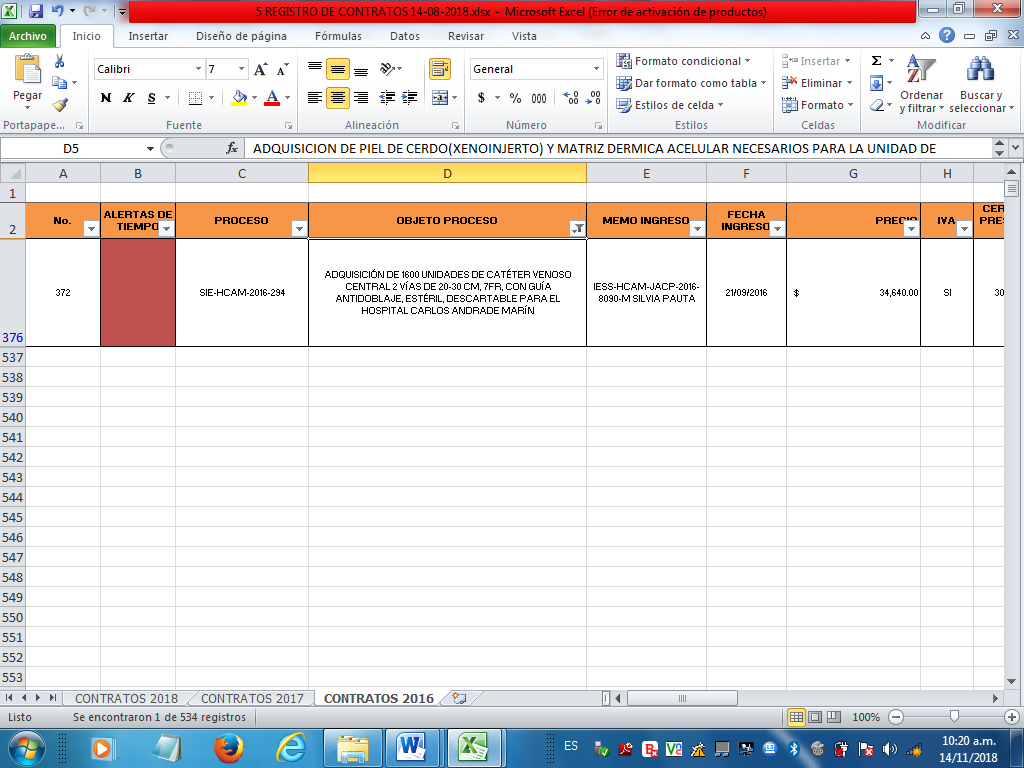 5 REGISTRO DE CONTRATOS 14-08-2018.xlsx - Microsoft Excel (Error de activación de productos)
Archivo Inicio Insertar Diseño de página Fórmulas Datos Revisar Vista
Pegar
Calibri 7
N K S
General
$ % 000
Formato condicional
Dar formato como tabla
Estilos de celda
Insertar
Eliminar
Formato
Ordenar y filtrar
Buscar y seleccionar
Portapape... Fuente Alineación Número Estilos Celdas Modificar
D5 fx ADQUISICION DE PIEL DE CERDO(XENOINJERTO) Y MATRIZ DERMICA ACELULAR NECESARIOS PARA LA UNIDAD DE
A B C D E F G H
1
2 No. ALERTAS DE TIEMPO PROCESO OBJETO PROCESO MEMO INGRESO FECHA INGRESO PRECIO IVA CER PRES
376 372 SIE-HCAM-2016-294
ADQUISICIÓN DE 1600 UNIDADES DE CATÉTER VENOSO
CENTRAL 2 VÍAS DE 20-30 CM, 7FR, CON GUÍA
ANTIDOBLAJE, ESTÉRIL, DESCARTABLE PARA EL
HOSPITAL CARLOS ANDRADE MARÍN
IESS-HCAM-JACP-2016-
8090-M SILVIA PAUTA
21/09/2016 $ 34,640.00 SI 30
537
538
539
540
541
542
543
544
545
546
547
548
549
550
551
552
553
CONTRATOS 2018 CONTRATOS 2017 CONTRATOS 2016
Listo Se encontraron 1 de 534 registros 100%
ES 10:20 a.m.
14/11/2018